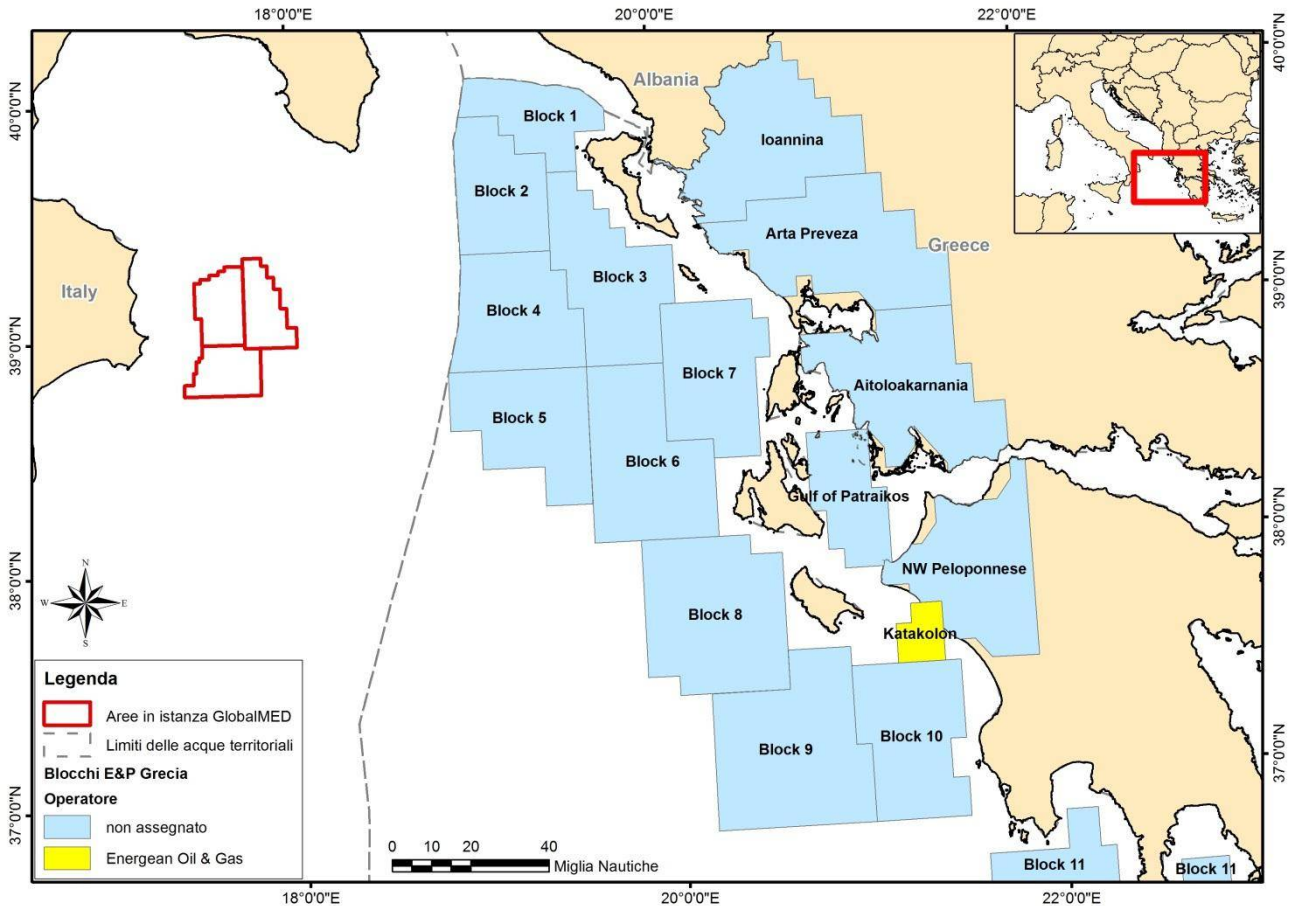 18°0'0"E
20°0'0"E
22°0'0"E
40°0'0"N
40°0'0"N
39°0'0"N
39°0'0"N
38°0'0"N
38°0'0"N
37°0'0"N
37°0'0"N
Albania
Block 1
Ioannina
Block 2
Arta Preveza
Greece
Italy
Block 3
Block 4
Block 7
Aitoloakarnania
Block 5
Block 6
Gulf of Patraikos
NW Peloponnese
N
W
E
S
Block 8
Katakolon
Block 9
Block 10
Block 11
Block 11
Legenda
Aree in istanza GlobalMED
Limiti delle acque territoriali
Blocchi E&P Grecia
Operatore
non assegnato
Energean Oil & Gas
0 10 20 40
Miglia Nautiche
18°0'0"E
20°0'0"E
22°0'0"E